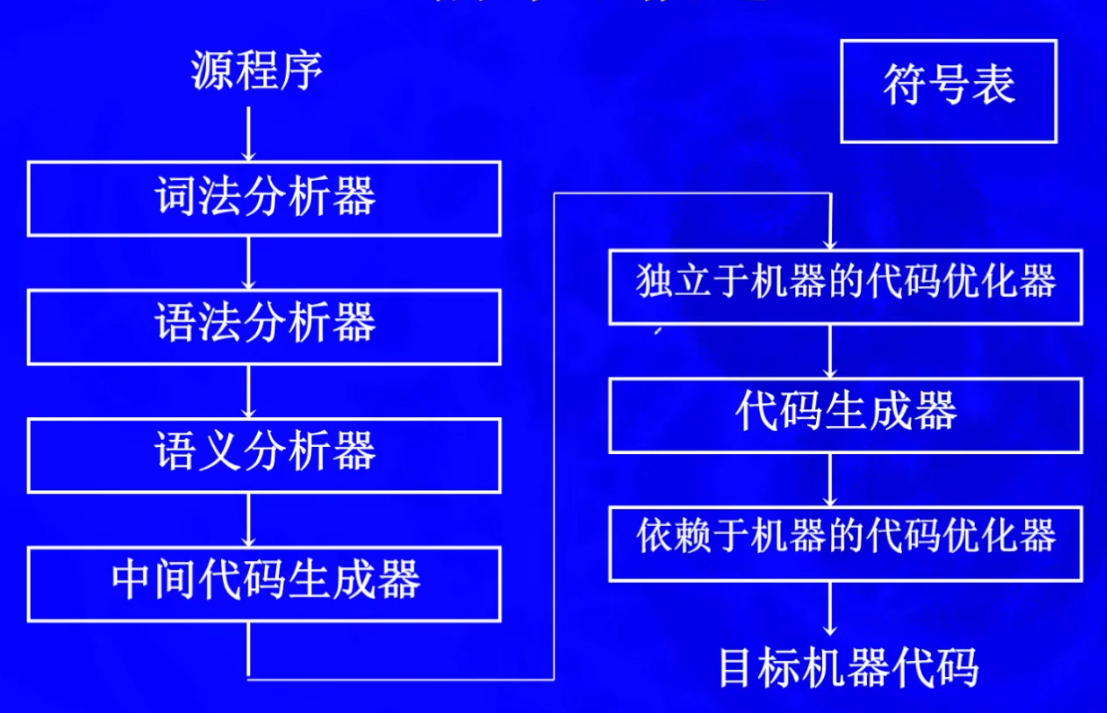 源程序
词法分析器
语法分析器
语义分析器
中间代码生成器
符号表
独立于机器的代码优化器
代码生成器
依赖于机器的代码优化器
目标机器代码